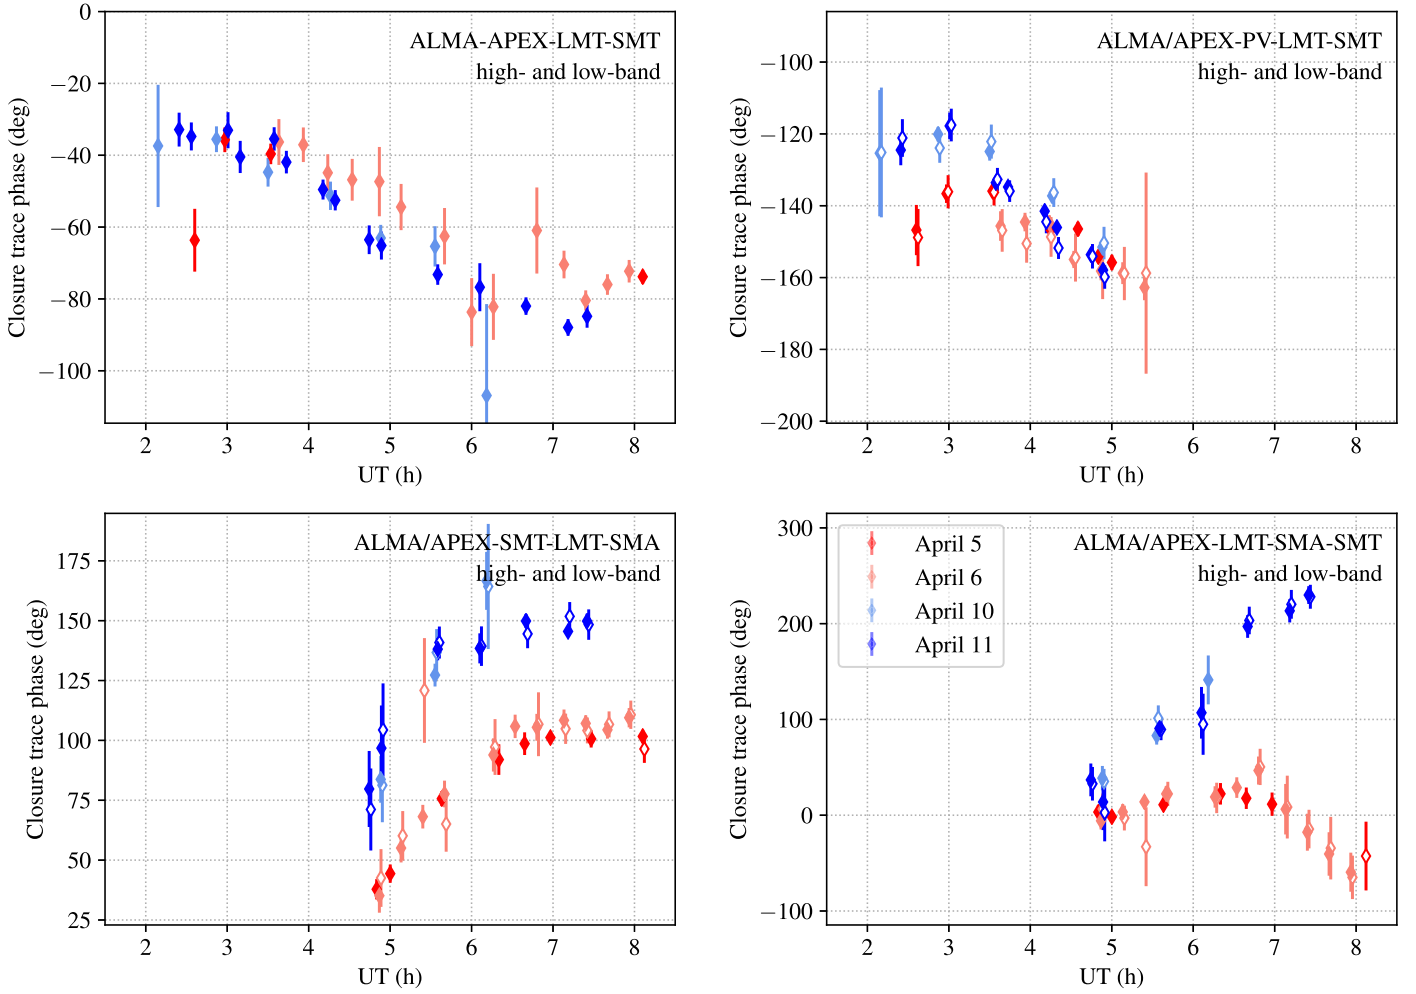 ALMA-APEX-LMT-SMT
high- and low-band
Closure trace phase (deg)
0
−20
−40
−60
−80
−100
2 3 4 5 6 7 8
UT (h)
ALMA/APEX-PV-LMT-SMT
high- and low-band
Closure trace phase (deg)
−100
−120
−140
−160
−180
−200
2 3 4 5 6 7 8
UT (h)
ALMA/APEX-SMT-LMT-SMA
high- and low-band
Closure trace phase (deg)
175
150
125
100
75
50
25
2 3 4 5 6 7 8
UT (h)
ALMA/APEX-LMT-SMA-SMT
high- and low-band
April 5
April 6
April 10
April 11
Closure trace phase (deg)
300
200
100
0
−100
2 3 4 5 6 7 8
UT (h)